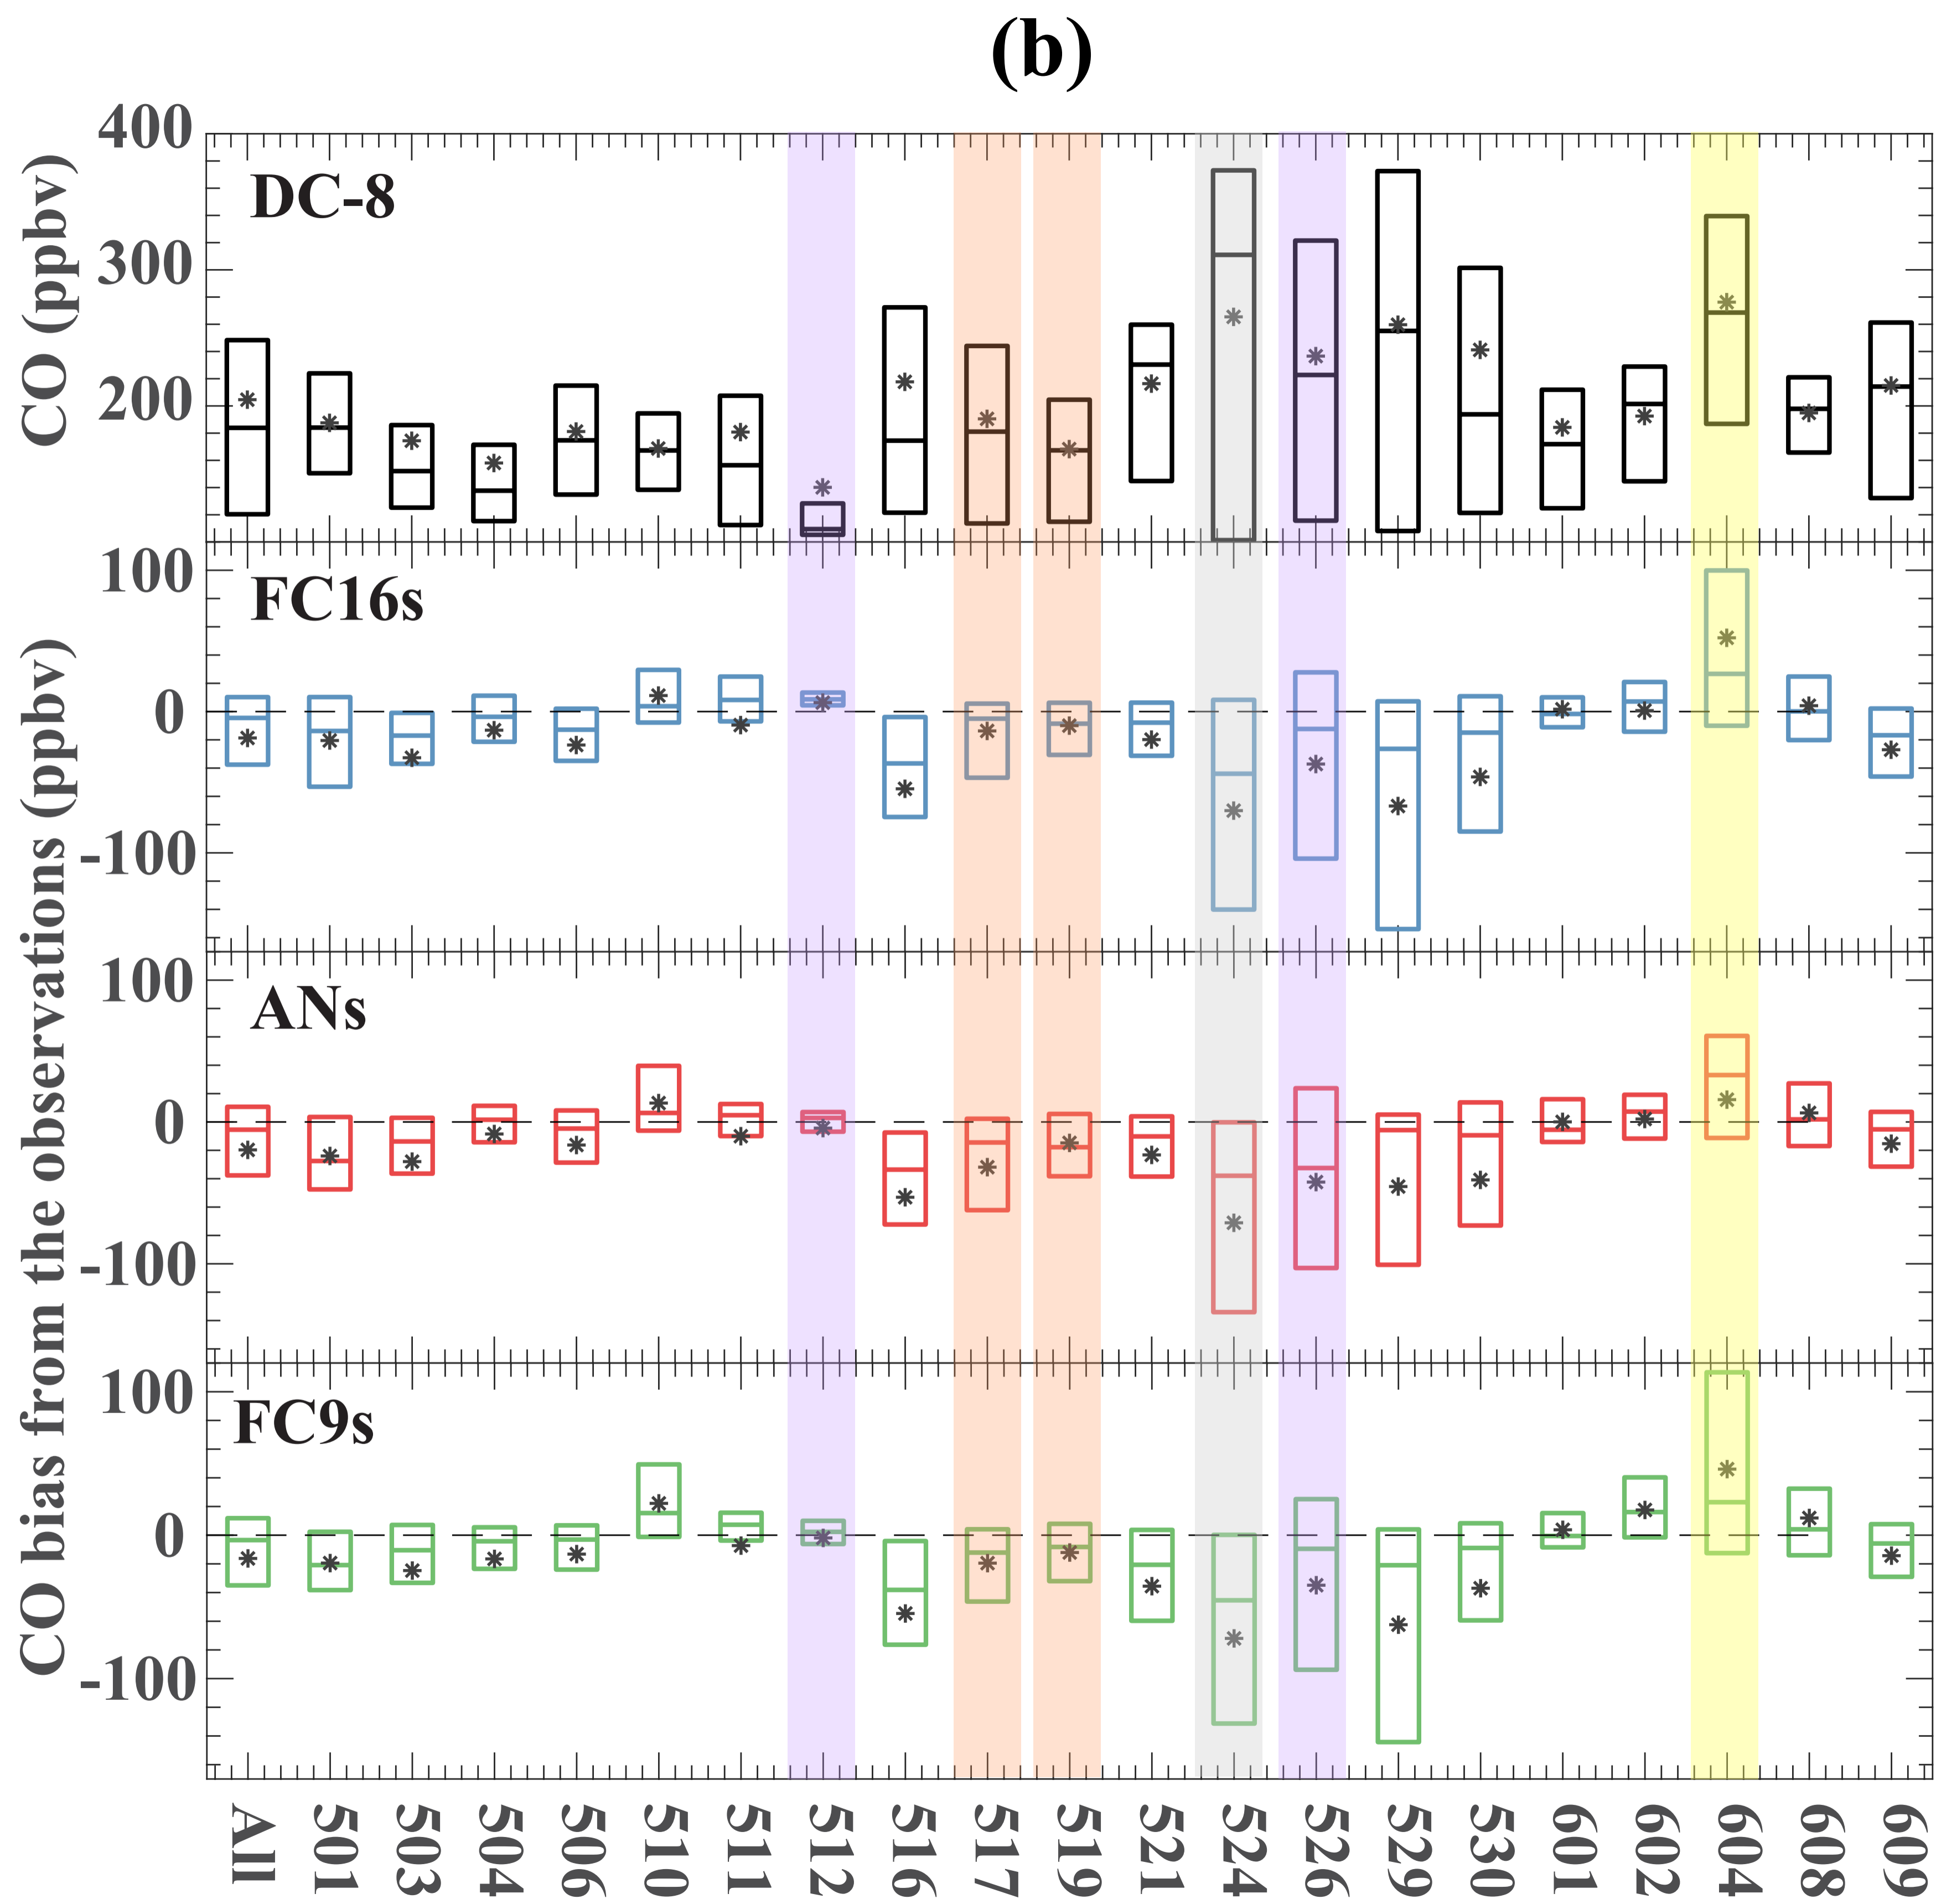 (b)
CO (ppbv)
400
300
200
DC-8
CO bias from the observations (ppbv)
100
0
-100
FC16s
100
0
-100
ANs
100
0
-100
FC9s
All 501 503 504 506 510 511 512 516 517 519 521 524 526 529 530 601 602 604 608 609